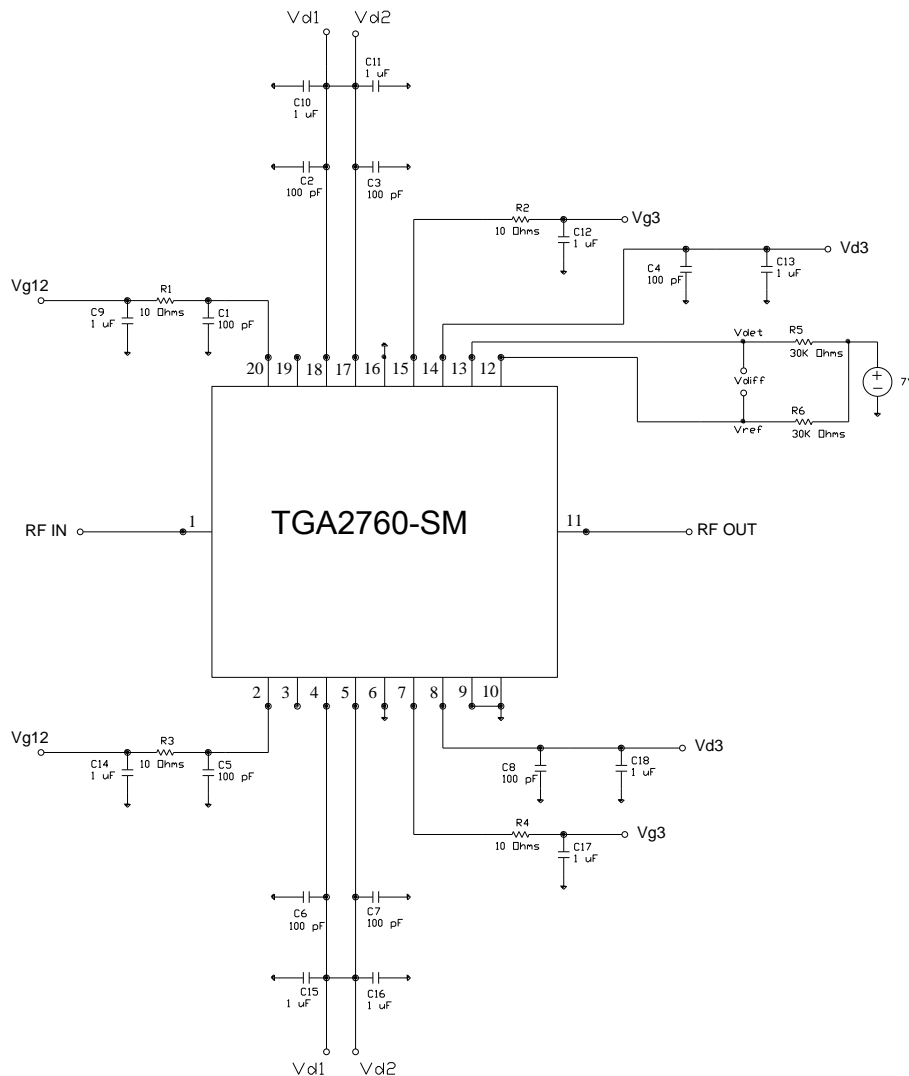 Vd1 Vd2
C11
1 uF
C10
1 uF
C2
100 pF
C3
100 pF
R2
10 Ohms
Vg3
C12
1 uF
Vd3
C4
100 pF
C13
1 uF
Vg12
R1
10 Ohms
C9
1 uF
C1
100 pF
Vdet
R5
30K Ohms
Vdiff
7'
R6
30K Ohms
Vref
20 19 18 17 16 15 14 13 12
RF IN
1
TGA2760-SM
11
RF OUT
2 3 4 5 6 7 8 9 10
Vg12
R3
10 Ohms
C14
1 uF
C5
100 pF
Vd3
C8
100 pF
C18
1 uF
R4
10 Ohms
Vg3
C17
1 uF
C6
100 pF
C7
100 pF
C15
1 uF
C16
1 uF
Vd1 Vd2